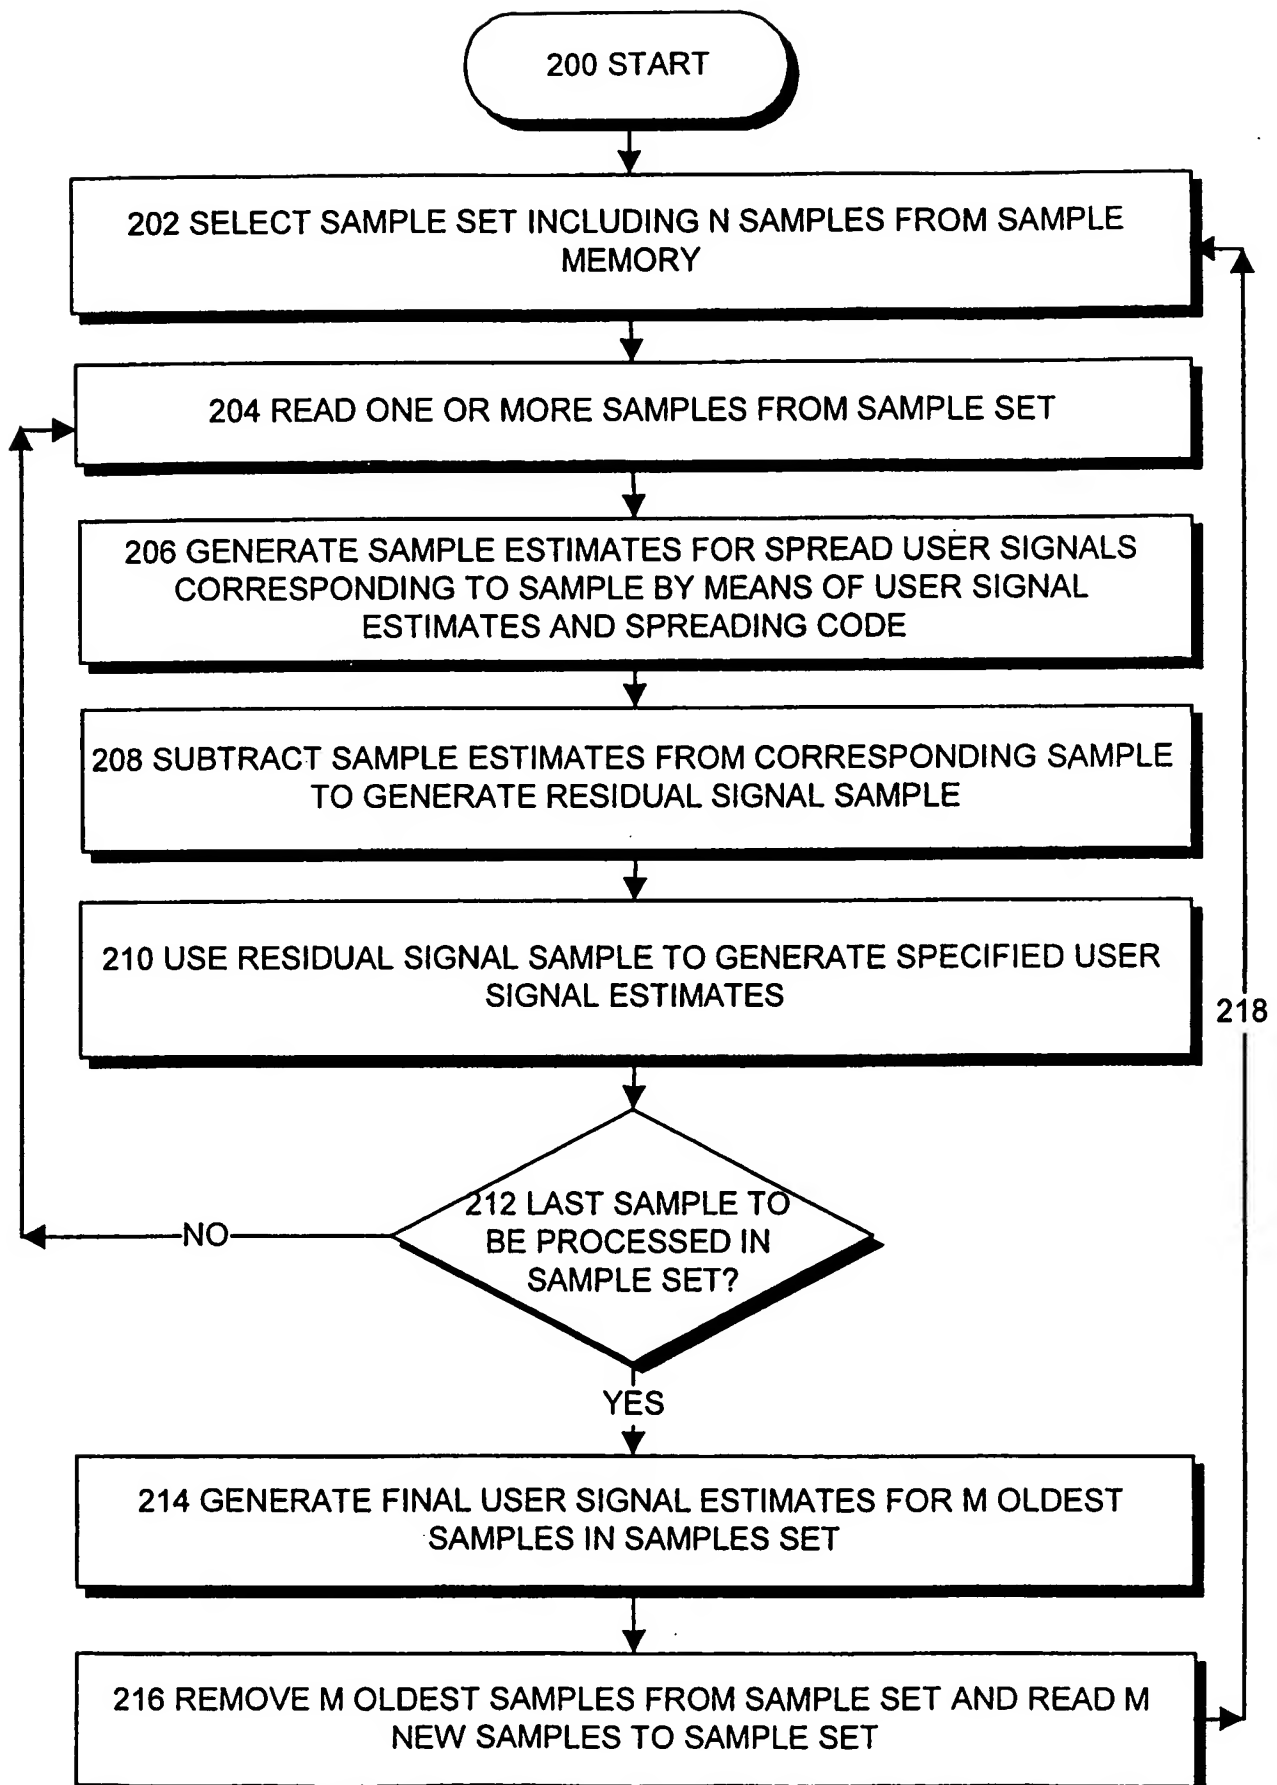 200 START
202 SELECT SAMPLE SET INCLUDING N SAMPLES FROM SAMPLE
MEMORY
204 READ ONE OR MORE SAMPLES FROM SAMPLE SET
206 GENERATE SAMPLE ESTIMATES FOR SPREAD USER SIGNALS
CORRESPONDING TO SAMPLE BY MEANS OF USER SIGNAL
ESTIMATES AND SPREADING CODE
208 SUBTRACT SAMPLE ESTIMATES FROM CORRESPONDING SAMPLE
TO GENERATE RESIDUAL SIGNAL SAMPLE
210 USE RESIDUAL SIGNAL SAMPLE TO GENERATE SPECIFIED USER
SIGNAL ESTIMATES
218
212 LAST SAMPLE TO
BE PROCESSED IN
SAMPLE SET?
NO
YES
214 GENERATE FINAL USER SIGNAL ESTIMATES FOR M OLDEST
SAMPLES IN SAMPLES SET
216 REMOVE M OLDEST SAMPLES FROM SAMPLE SET AND READ M
NEW SAMPLES TO SAMPLE SET